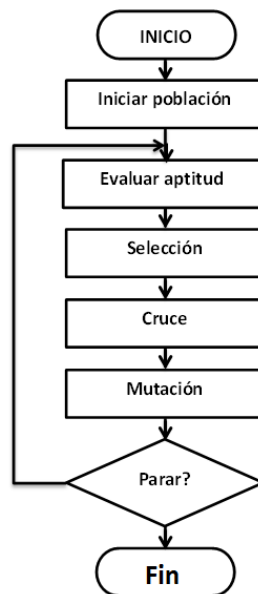 INICIO
Iniciar población
Evaluar aptitud
Selección
Cruce
Mutación
Parar?
Fin